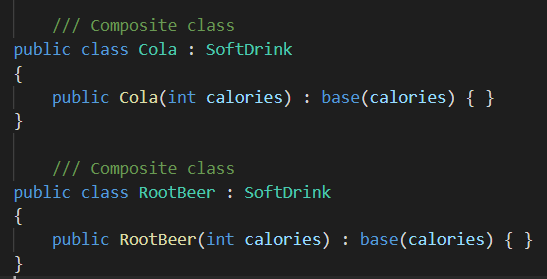 /// Composite class
public class Cola : SoftDrink
{
public Cola(int calories) : base(calories) { }
}
/// Composite class
public class RootBeer : SoftDrink
{
public RootBeer(int calories) : base(calories) { }
}